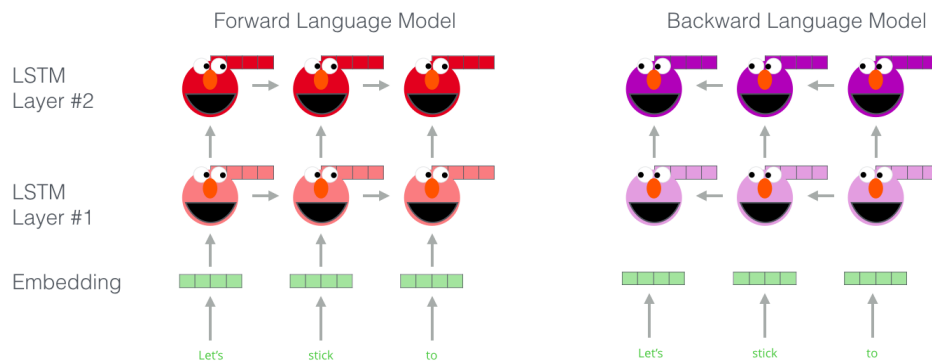 Forward Language Model
Backward Language Model
LSTM
Layer #2
LSTM
Layer #1
Embedding
Let's
stick
to
Let's
stick
to